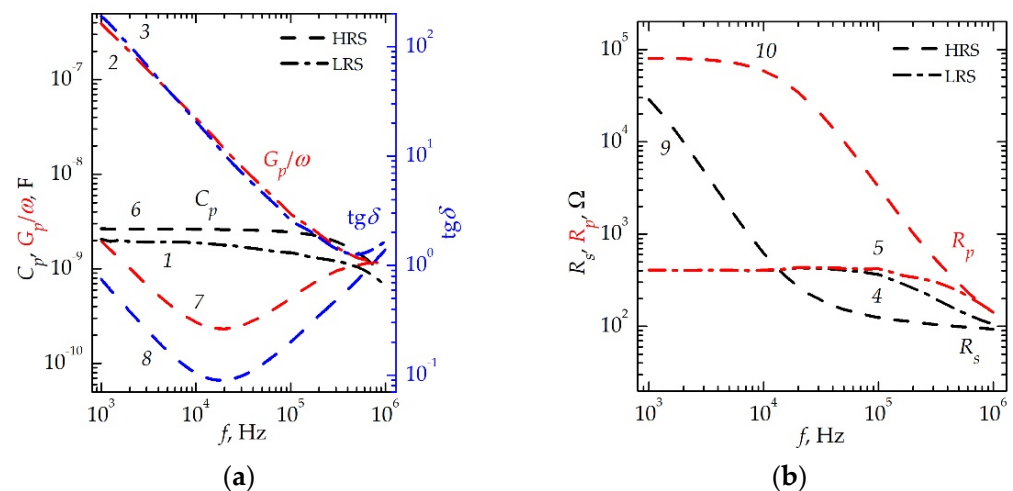 10² 
10¹
10⁰
10⁻¹
tgδ
10⁻⁷
10⁻⁸
10⁻⁹
10⁻¹⁰
C_p, G_p/ω, F
3
2
HRS
LRS
G_p/ω
C_p
tgδ
6
1
7
8
10³ 10⁴ 10⁵ 10⁶
f, Hz
(a)
10⁵
10⁴
10³
10²
R_s, R_p, Ω
10
HRS
LRS
9
5
R_p
4
R_s
10³ 10⁴ 10⁵ 10⁶
f, Hz
(b)